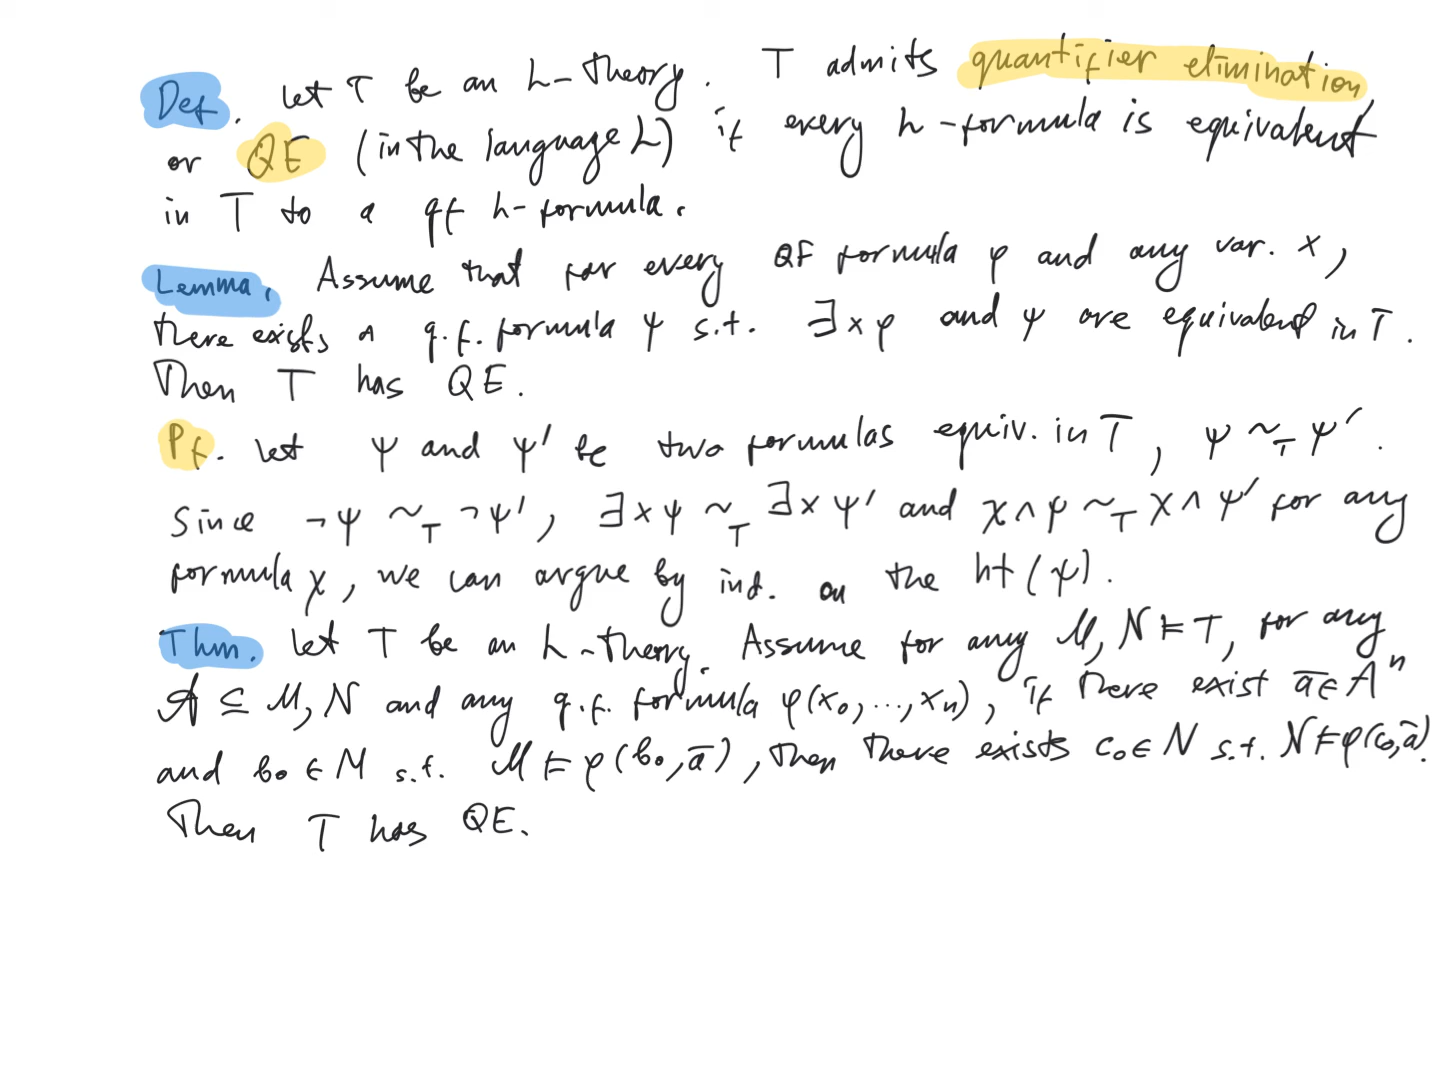 Def. Let T be an L-theory. T admits quantifier elimination
or QE (in the language L) if every L-formula is equivalent
in T to a qf L-formula.
Lemma. Assume that for every QF formula φ and any var. x,
there exists a q.f. formula ψ s.t. ∃xφ and ψ are equivalent in T.
Then T has QE.
Pf. Let ψ and ψ' be two formulas equiv. in T, ψ ~_T ψ'.
Since ¬ψ ~_T ¬ψ', ∃xψ ~_T ∃xψ' and χ∧ψ ~_T χ∧ψ' for any
formula χ, we can argue by ind. on the ht(ψ).
Thm. Let T be an L-theory. Assume for any M, N ⊨ T, for any
A ⊆ M, N and any q.f. formula φ(x₀,...,xₙ), if there exist ā∈Aⁿ
and b₀∈M s.t. M ⊨ φ(b₀,ā), then there exists c₀∈N s.t. N⊨φ(c₀,ā).
Then T has QE.